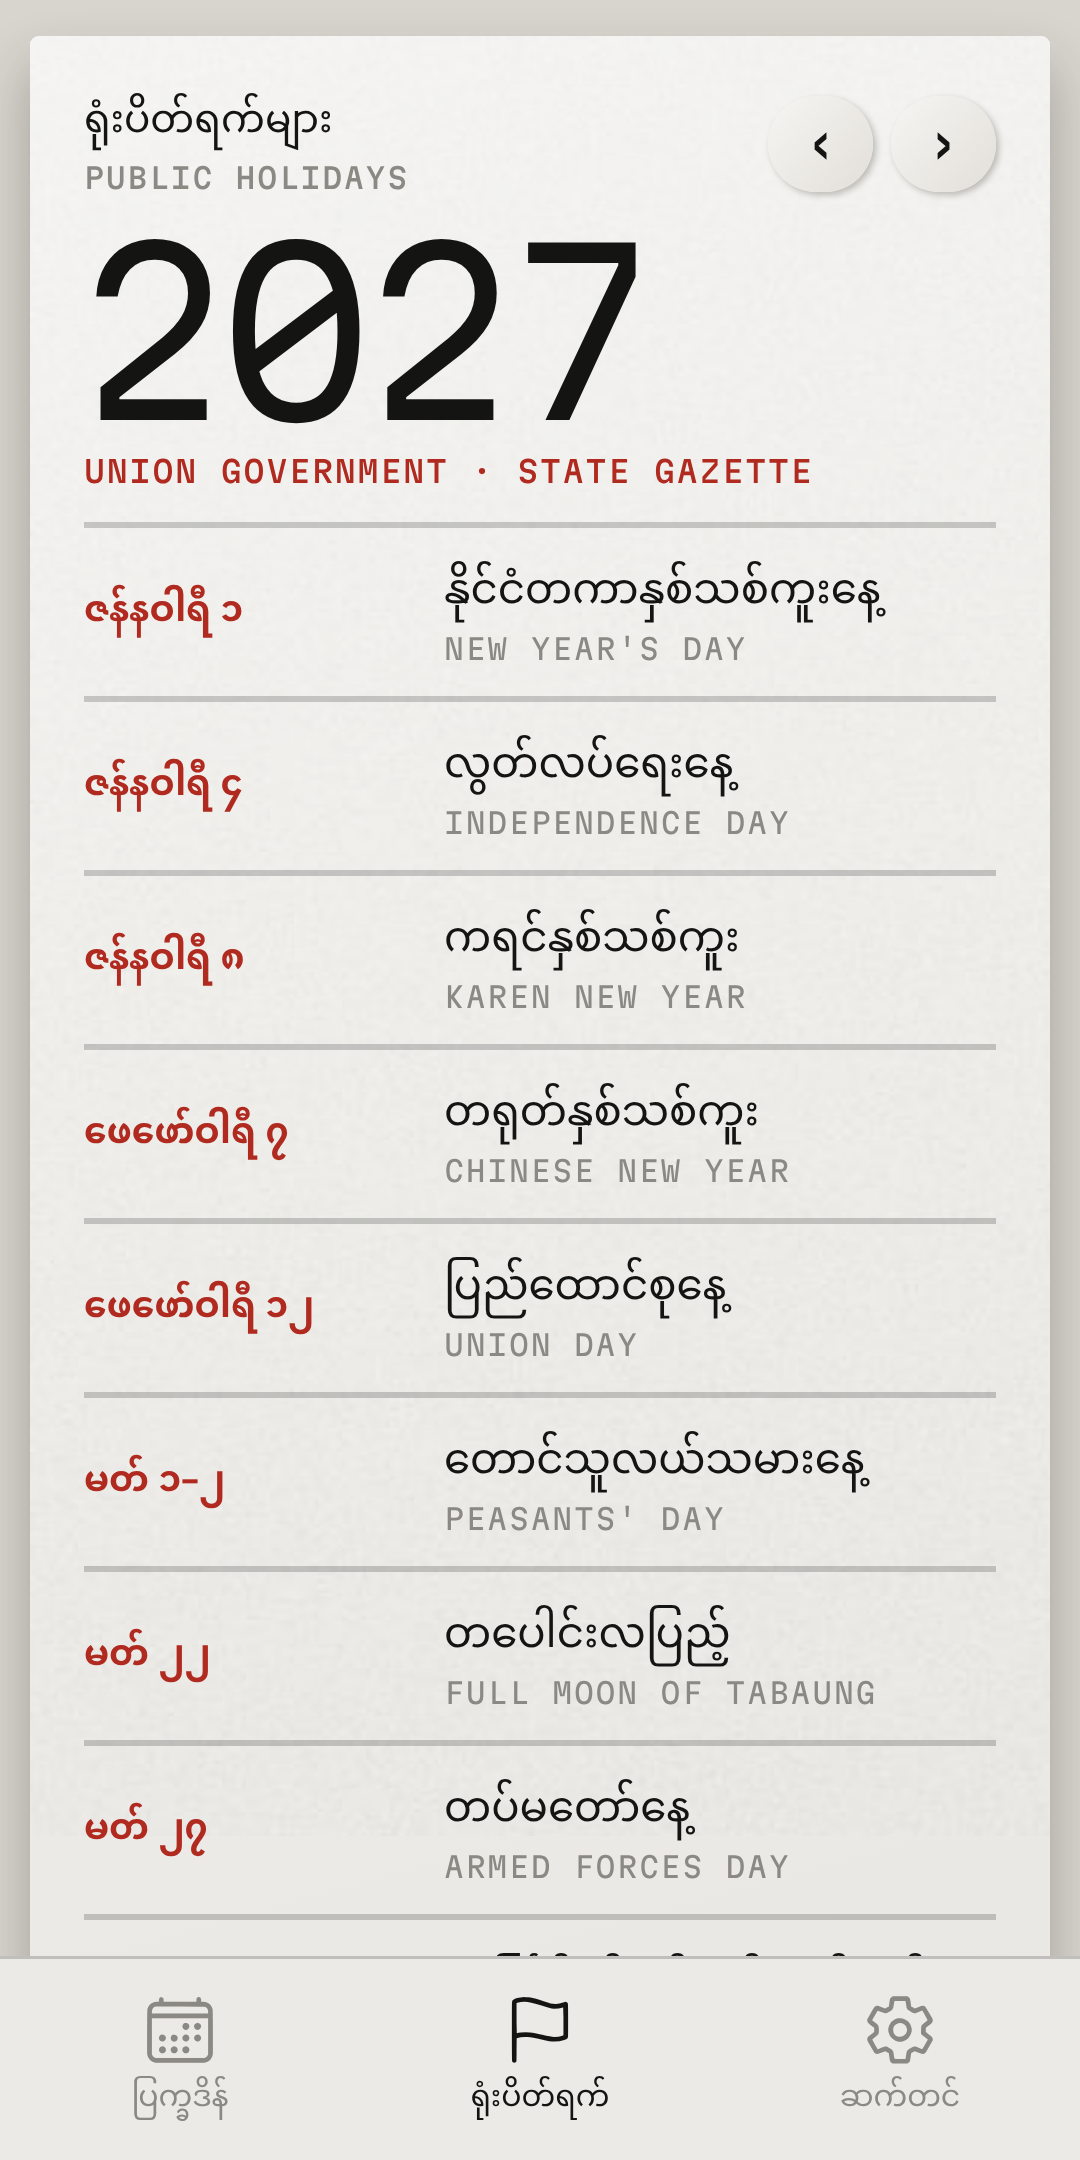 ရုံးပိတ်ရက်များ
PUBLIC HOLIDAYS
‹ ›
2027
UNION GOVERNMENT · STATE GAZETTE
ဇန်နဝါရီ ၁
နိုင်ငံတကာနှစ်သစ်ကူးနေ့
NEW YEAR'S DAY
ဇန်နဝါရီ ၄
လွတ်လပ်ရေးနေ့
INDEPENDENCE DAY
ဇန်နဝါရီ ၈
ကရင်နှစ်သစ်ကူး
KAREN NEW YEAR
ဖေဖော်ဝါရီ ၇
တရုတ်နှစ်သစ်ကူး
CHINESE NEW YEAR
ဖေဖော်ဝါရီ ၁၂
ပြည်ထောင်စုနေ့
UNION DAY
မတ် ၁–၂
တောင်သူလယ်သမားနေ့
PEASANTS' DAY
မတ် ၂၂
တပေါင်းလပြည့်
FULL MOON OF TABAUNG
မတ် ၂၇
တပ်မတော်နေ့
ARMED FORCES DAY
ပြက္ခဒိန်
ရုံးပိတ်ရက်
ဆက်တင်